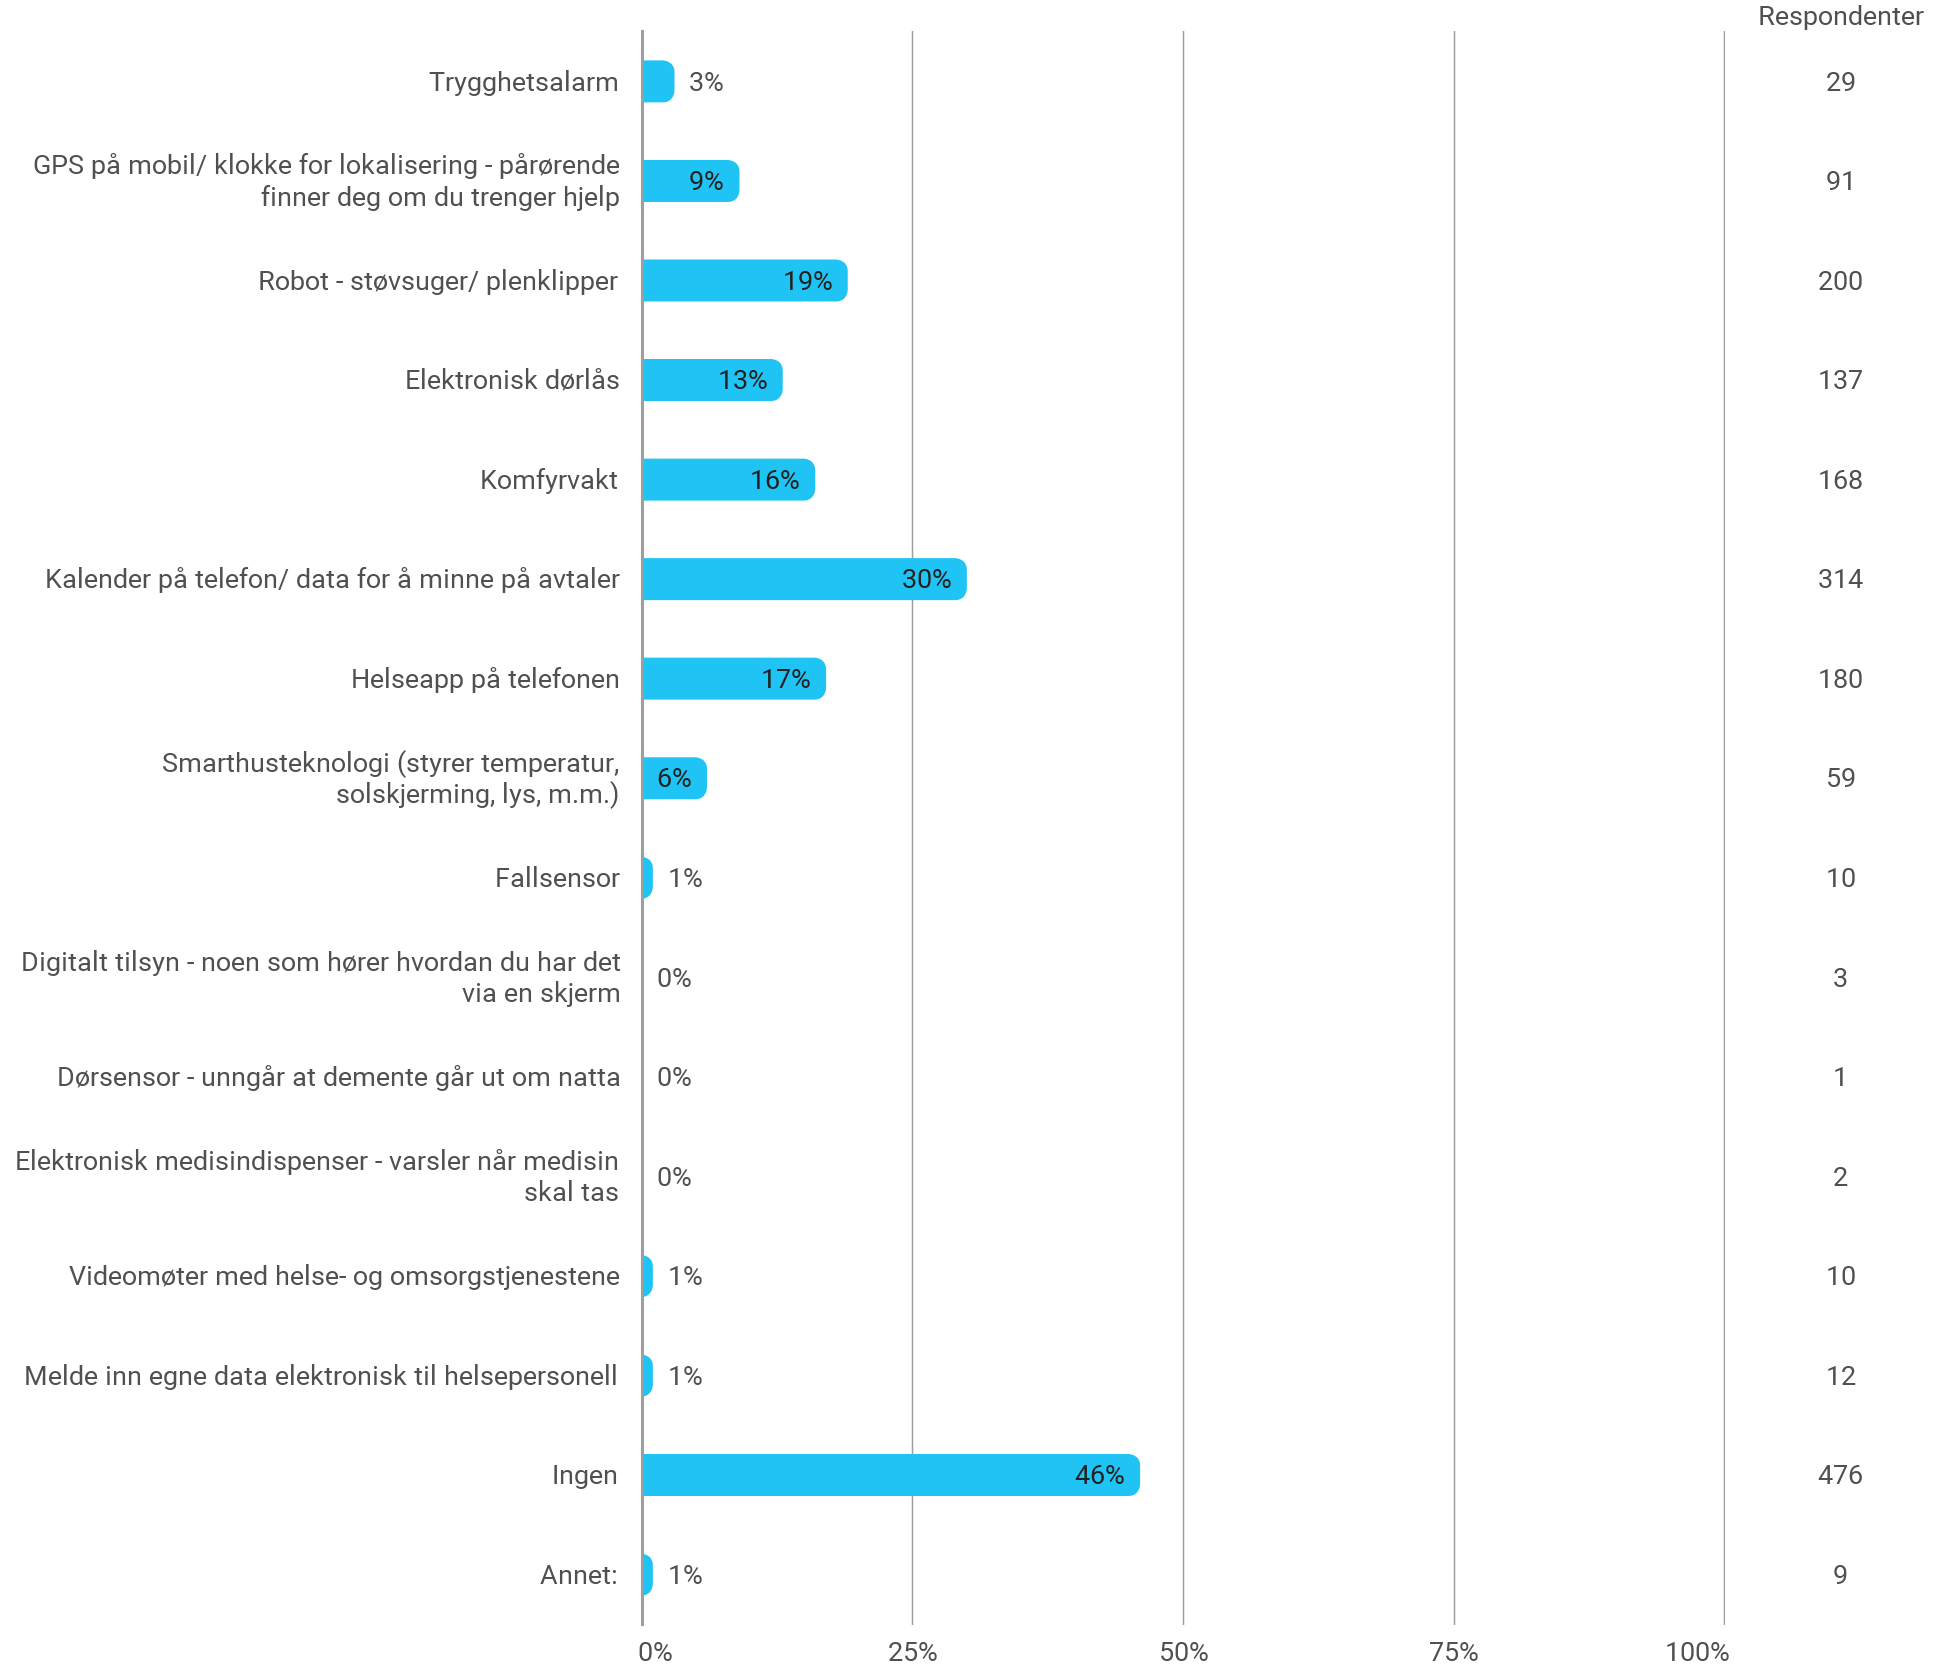 Respondenter
Trygghetsalarm 3% 29
GPS på mobil/ klokke for lokalisering - pårørende
finner deg om du trenger hjelp 9% 91
Robot - støvsuger/ plenklipper 19% 200
Elektronisk dørlås 13% 137
Komfyrvakt 16% 168
Kalender på telefon/ data for å minne på avtaler 30% 314
Helseapp på telefonen 17% 180
Smarthusteknologi (styrer temperatur,
solskjerming, lys, m.m.) 6% 59
Fallsensor 1% 10
Digitalt tilsyn - noen som hører hvordan du har det
via en skjerm 0% 3
Dørsensor - unngår at demente går ut om natta 0% 1
Elektronisk medisindispenser - varsler når medisin
skal tas 0% 2
Videomøter med helse- og omsorgstjenestene 1% 10
Melde inn egne data elektronisk til helsepersonell 1% 12
Ingen 46% 476
Annet: 1% 9
0% 25% 50% 75% 100%